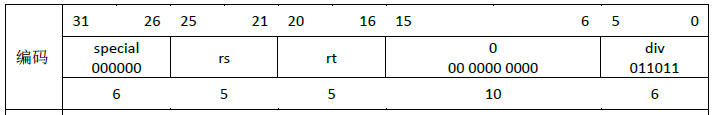 编码
31 26 25 21 20 16 15 6 5 0
special rs rt 0 div
000000 00 0000 0000 011011
6 5 5 10 6